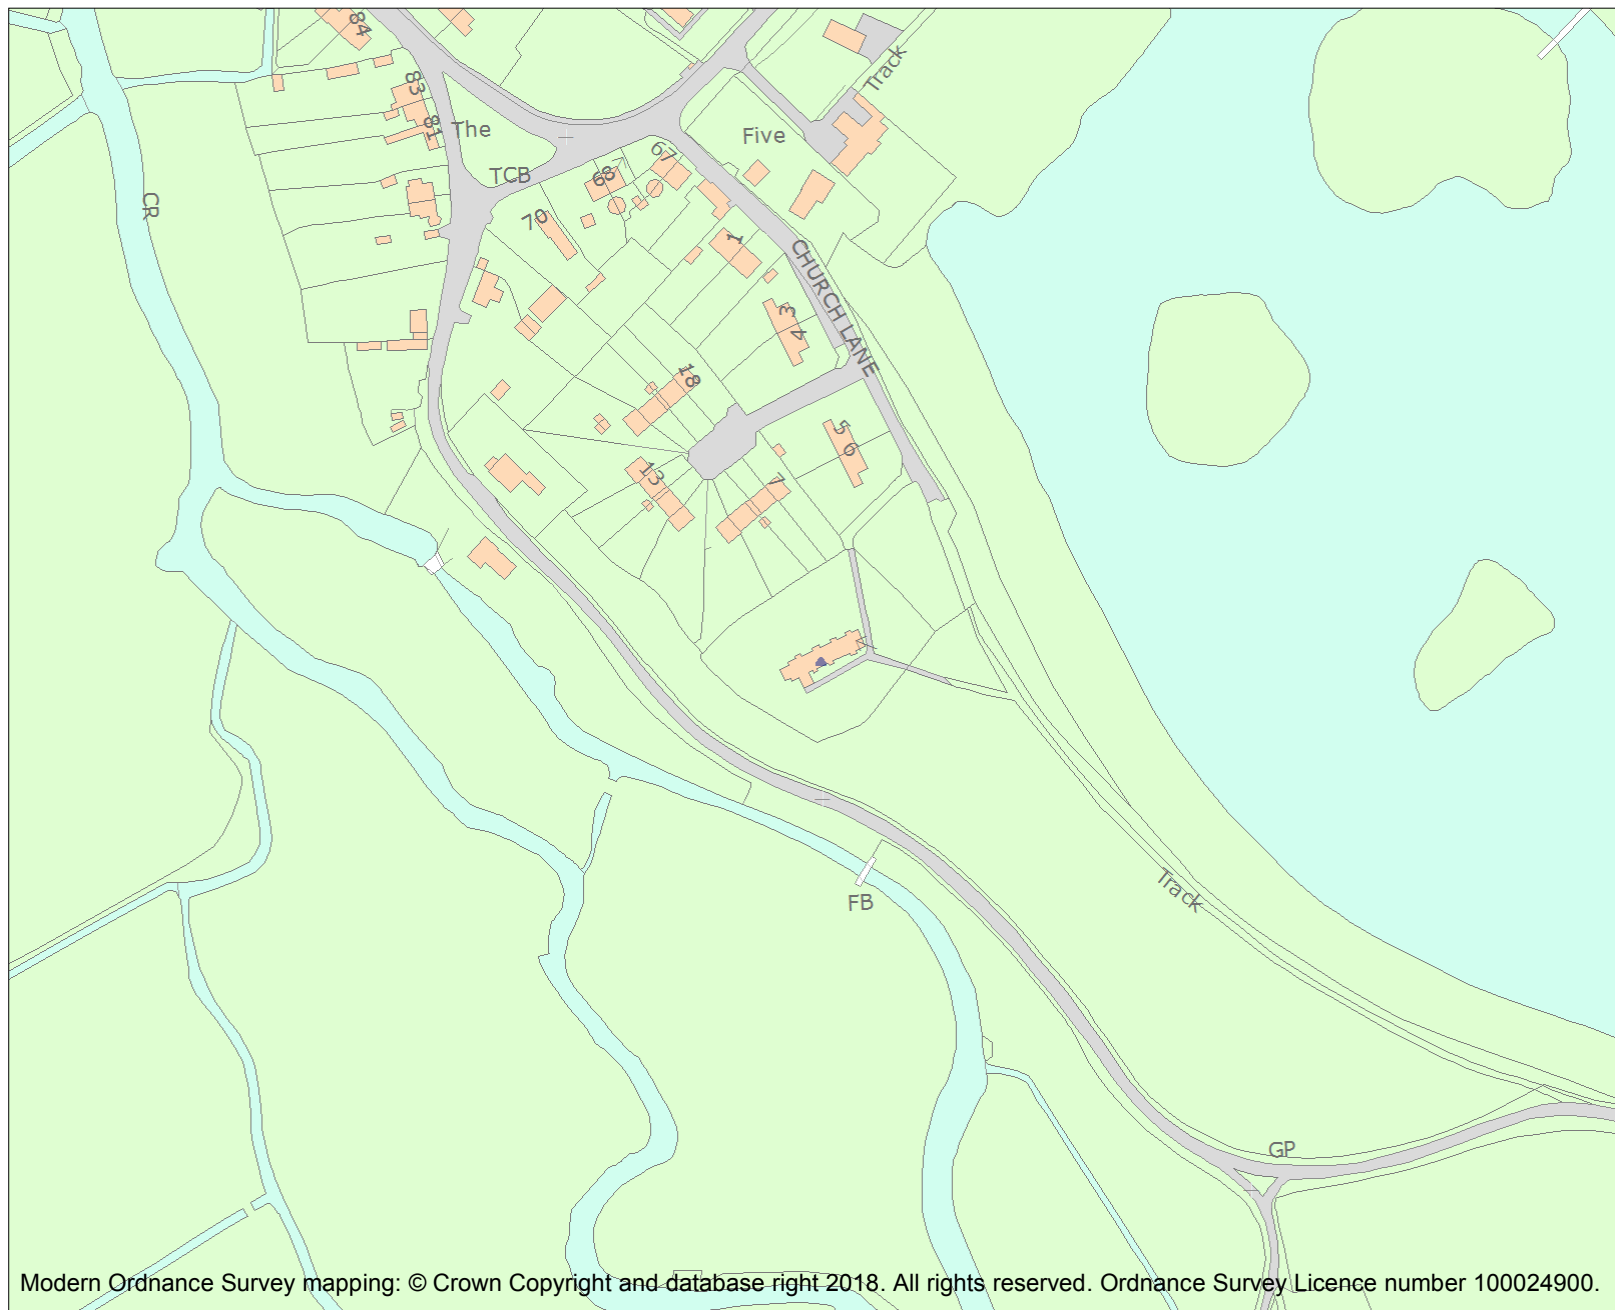 84
Track
83
81
The
Five
TCB
67
68
CR
70
1
CHURCH LANE
3
4
18
5
6
13
7
FB
Track
GP
Modern Ordnance Survey mapping: © Crown Copyright and database right 2018. All rights reserved. Ordnance Survey Licence number 100024900.